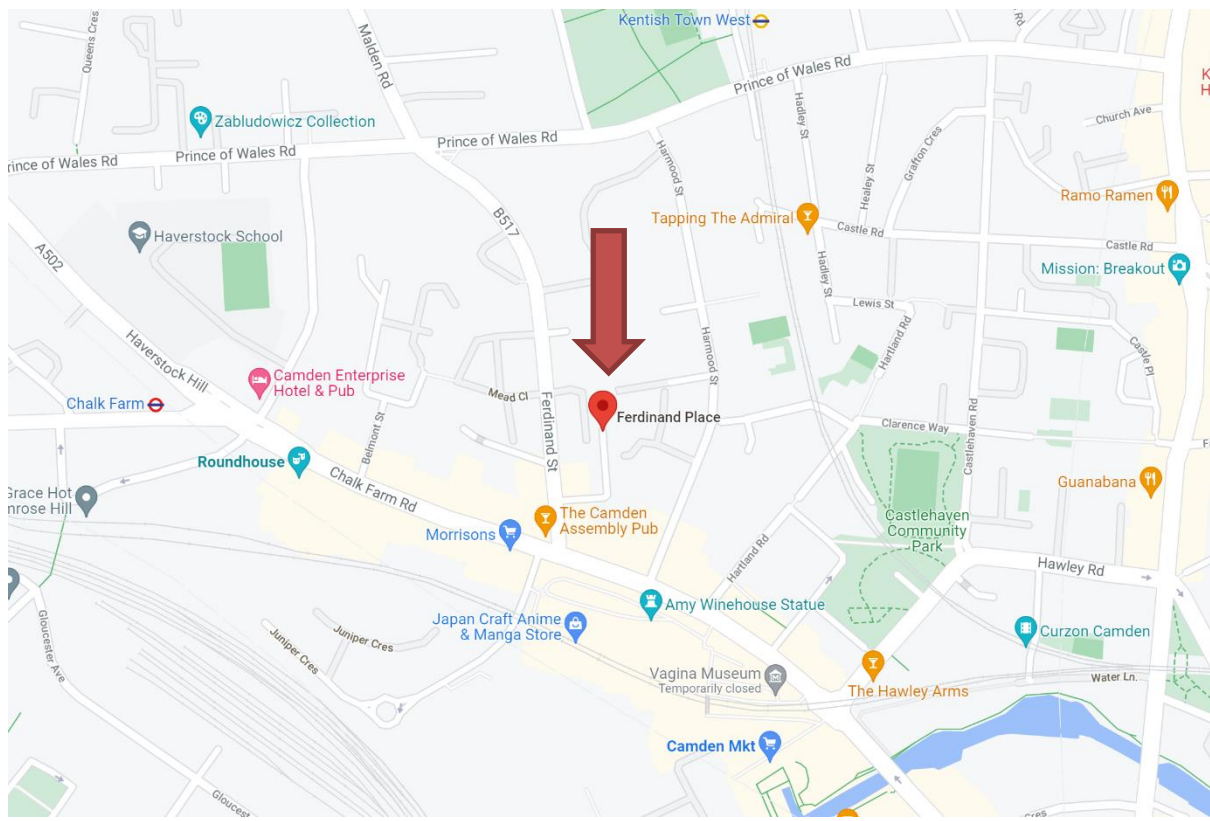 Kentish Town West
Queens Cres
Malden Rd
Prince of Wales Rd
Hadley St
Church Ave
Zabludowicz Collection
Prince of Wales Rd
Prince of Wales Rd
rince of Wales Rd
Harmood St
Grafton Cres
Healey St
Ramo Ramen
B517
Tapping The Admiral
Castle Rd
Castle Rd
Haverstock School
A502
Hadley St
Mission: Breakout
Lewis St
Hartland Rd
Harmood St
Castle Pl
Haverstock Hill
Camden Enterprise
Hotel & Pub
Mead Cl
Chalk Farm
Ferdinand St
Ferdinand Place
Belmont St
Clarence Way
Castlehaven Rd
Roundhouse
Chalk Farm Rd
Guanabana
Grace Hot
mrose Hill
The Camden
Assembly Pub
Morrisons
Castlehaven
Community
Park
Hartland Rd
Hawley Rd
Amy Winehouse Statue
Japan Craft Anime
& Manga Store
Curzon Camden
Juniper Cres
Juniper Cres
Gloucester Ave
Vagina Museum
Temporarily closed
The Hawley Arms
Water Ln.
Camden Mkt